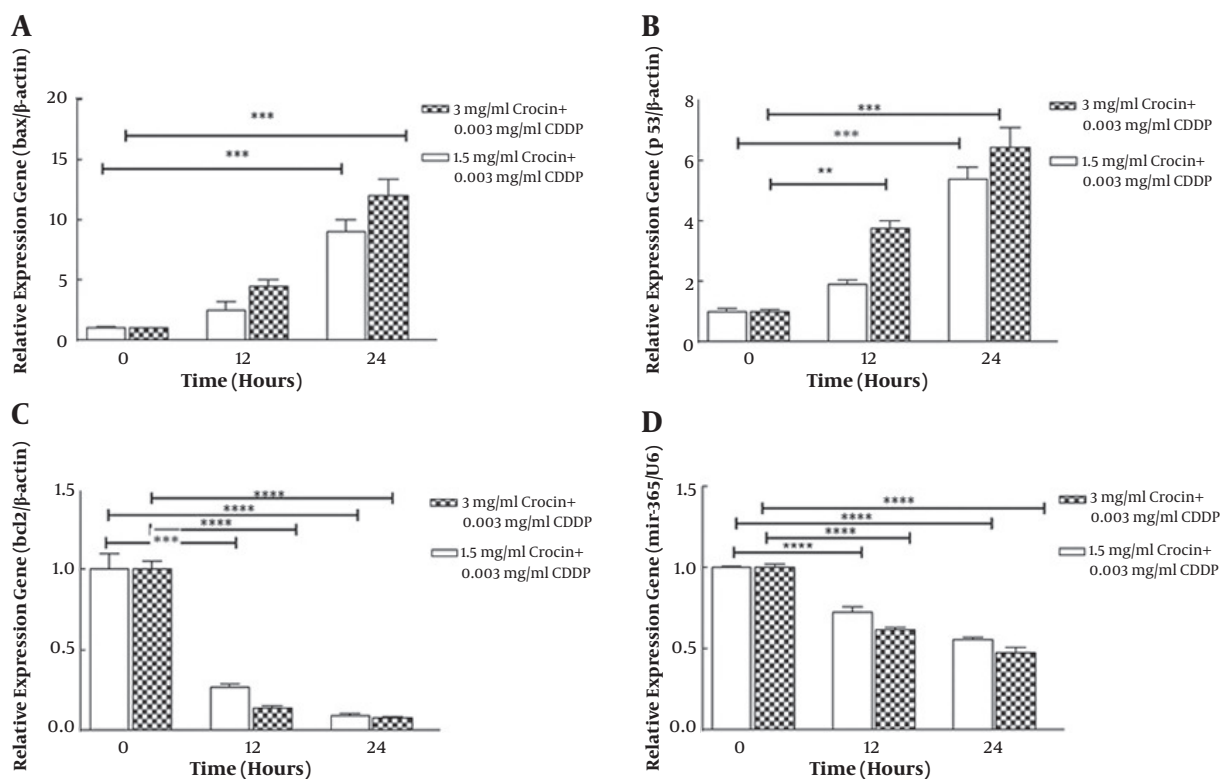 A
Relative Expression Gene (bax/β-actin)
20
15
10
5
0
***
***
3 mg/ml Crocin+
0.003 mg/ml CDDP
1.5 mg/ml Crocin+
0.003 mg/ml CDDP
0
12
24
Time (Hours)
B
Relative Expression Gene (p 53/β-actin
8
6
4
2
0
***
***
**
3 mg/ml Crocin+
0.003 mg/ml CDDP
1.5 mg/ml Crocin+
0.003 mg/ml CDDP
0
12
24
Time (Hours)
C
Relative Expression Gene (bcl2/β-actin)
1.5
1.0
0.5
0.0
****
****
****
***
3 mg/ml Crocin+
0.003 mg/ml CDDP
1.5 mg/ml Crocin+
0.003 mg/ml CDDP
0
12
24
Time (Hours)
D
Relative Expression Gene (mir-365/U6)
1.5
1.0
0.5
0.0
****
****
****
****
3 mg/ml Crocin+
0.003 mg/ml CDDP
1.5 mg/ml Crocin+
0.003 mg/ml CDDP
0
12
24
Time (Hours)